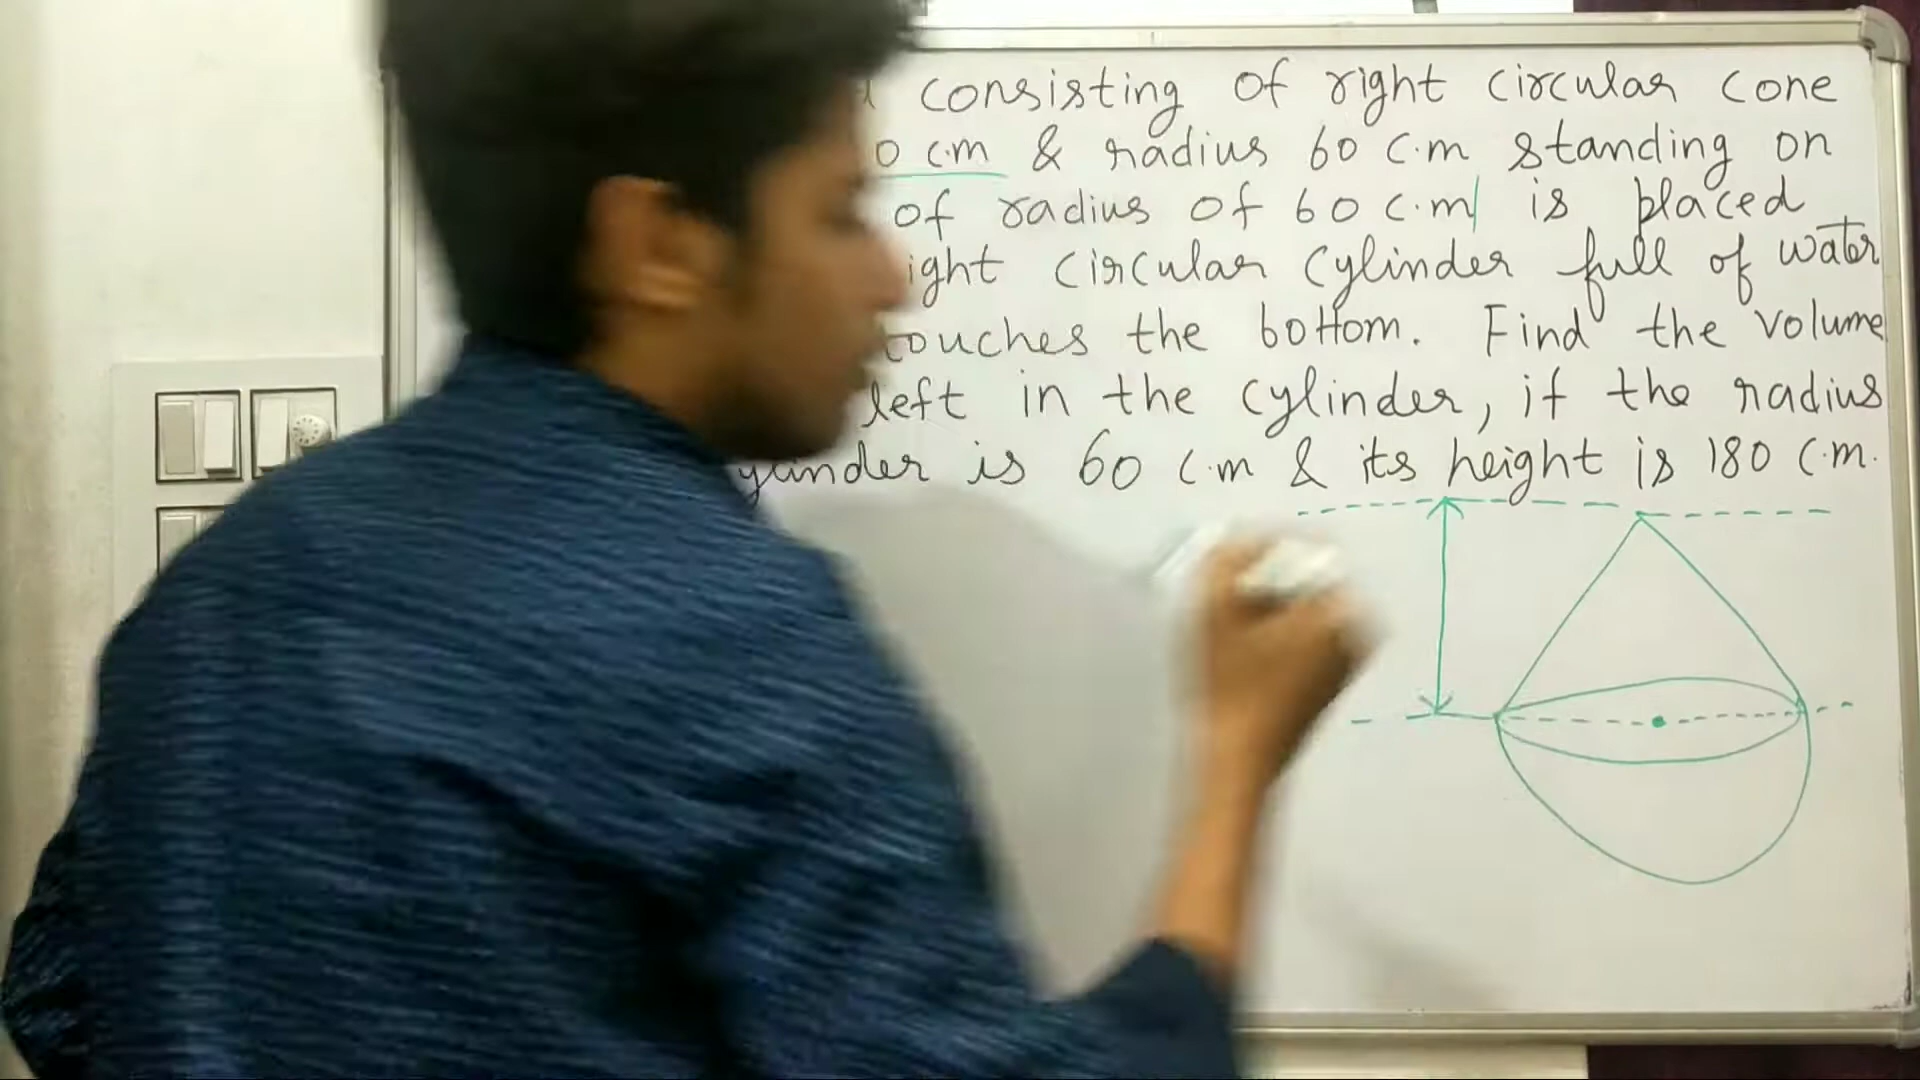 consisting of right circular cone
0 c.m & radius 60 c.m standing on
of radius of 60 c.m is placed
ight circular cylinder full of water
touches the bottom. Find the volume
left in the cylinder, if the radius
ylinder is 60 c.m & its height is 180 c.m.